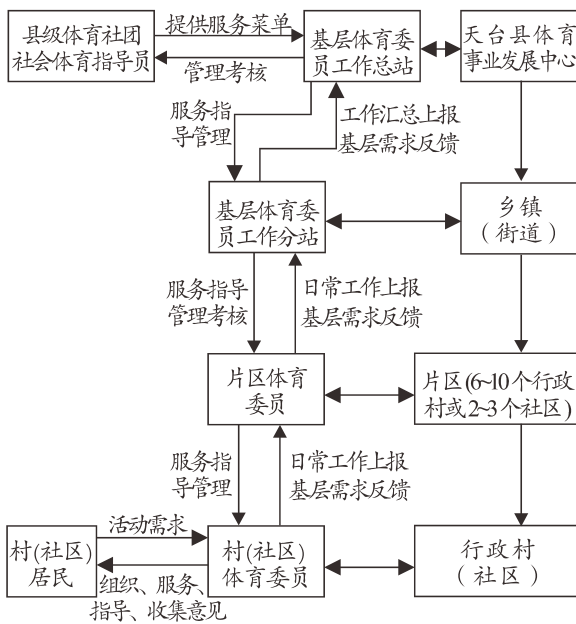 县级体育社团
社会体育指导员
提供服务菜单
管理考核
基层体育委
员工作总站
天台县体育
事业发展中心
服务指
导管理
工作汇总上报
基层需求反馈
基层体育委
员工作分站
乡镇
（街道）
服务指导
管理考核
日常工作上报
基层需求反馈
片区体育
委员
片区(6~10个行政
村或2~3个社区)
服务指
导管理
日常工作上报
基层需求反馈
村(社区)
居民
活动需求
组织、服务、
指导、收集意见
村(社区)
体育委员
行政村
（社区）